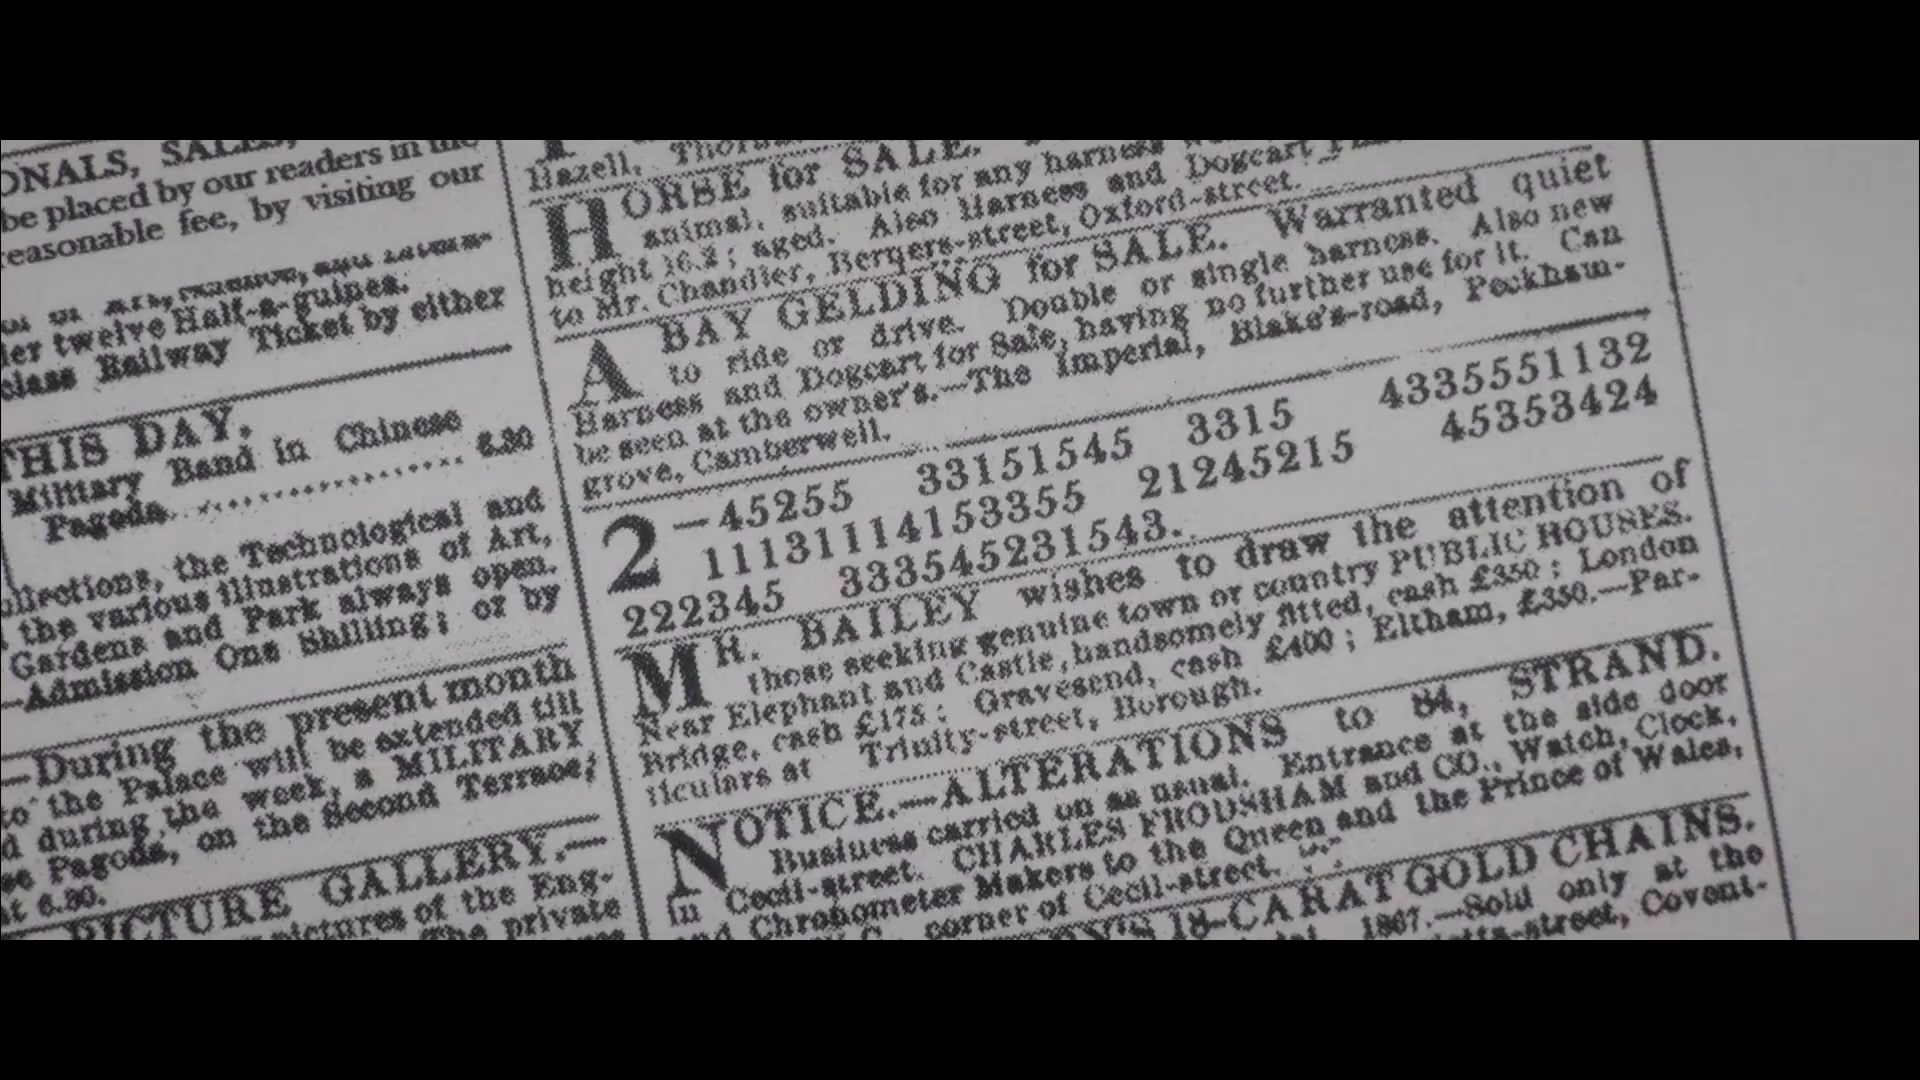 ONALS, SALES,
be placed by our readers in the
reasonable fee, by visiting our
ler twelve Half-a-guinea.
class Railway Ticket by either
THIS DAY.
Military Band in Chinese
Pagoda. .................. 6.30
ollections, the Technological and
the various illustrations of Art,
Gardens and Park always open.
—Admission One Shilling; or by
—During the present month
to the Palace will be extended till
d during the week, a MILITARY
se Pagoda, on the Second Terrace;
at 6.30.
PICTURE GALLERY.—
pictures of the Eng-
The private
Hazell,
HORSE for SALE.
animal, suitable for any harness
height 16.2; aged. Also Harness and Dogcart
to Mr. Chandler, Berners-street, Oxford-street.
A BAY GELDING for SALE. Warranted quiet
to ride or drive. Double or single harness. Also new
Harness and Dogcart for Sale, having no further use for it. Can
be seen at the owner's.—The Imperial, Blake's-road, Peckham-
grove, Camberwell.
2—45255 33151545 3315 4335551132
11131114153355 21245215 45353424
222345 333545231543.
MR. BAILEY wishes to draw the attention of
those seeking genuine town or country PUBLIC HOUSES.
Near Elephant and Castle, handsomely fitted, cash £350; London
Bridge, cash £175; Gravesend, cash £400; Eltham, £350.—Par-
ticulars at Trinity-street, Borough.
NOTICE.—ALTERATIONS to 84, STRAND.
Business carried on as usual. Entrance at the side door
in Cecil-street. CHARLES FRODSHAM and CO., Watch, Clock,
and Chronometer Makers to the Queen and the Prince of Wales,
corner of Cecil-street.
18-CARAT GOLD CHAINS.
1867.—Sold only at the
-street, Covent-